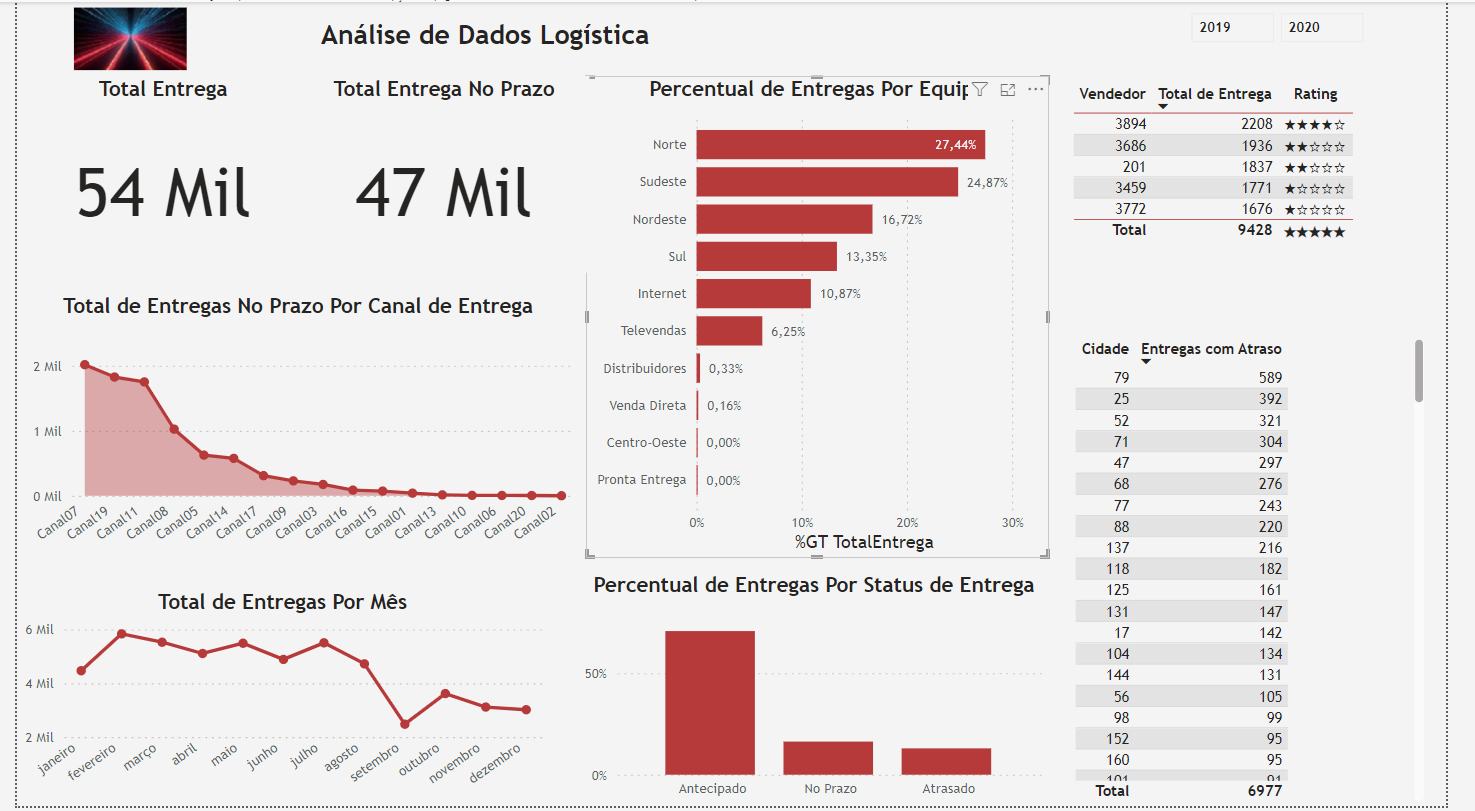 Análise de Dados Logística
2019
2020
Total Entrega
54 Mil
Total Entrega No Prazo
47 Mil
Percentual de Entregas Por Equip
Norte 27,44%
Sudeste 24,87%
Nordeste 16,72%
Sul 13,35%
Internet 10,87%
Televendas 6,25%
Distribuidores 0,33%
Venda Direta 0,16%
Centro-Oeste 0,00%
Pronta Entrega 0,00%
0% 10% 20% 30%
%GT TotalEntrega
Vendedor Total de Entrega Rating
3894 2208 ★★★★☆
3686 1936 ★★☆☆☆
201 1837 ★★☆☆☆
3459 1771 ★☆☆☆☆
3772 1676 ★☆☆☆☆
Total 9428 ★★★★★
Total de Entregas No Prazo Por Canal de Entrega
2 Mil
1 Mil
0 Mil
Canal07 Canal19 Canal11 Canal08 Canal05 Canal14 Canal17 Canal09 Canal03 Canal16 Canal15 Canal01 Canal13 Canal10 Canal06 Canal20 Canal02
Total de Entregas Por Mês
6 Mil
4 Mil
2 Mil
janeiro fevereiro março abril maio junho julho agosto setembro outubro novembro dezembro
Percentual de Entregas Por Status de Entrega
50%
0%
Antecipado No Prazo Atrasado
Cidade Entregas com Atraso
79 589
25 392
52 321
71 304
47 297
68 276
77 243
88 220
137 216
118 182
125 161
131 147
17 142
104 134
144 131
56 105
98 99
152 95
160 95
101 91
Total 6977